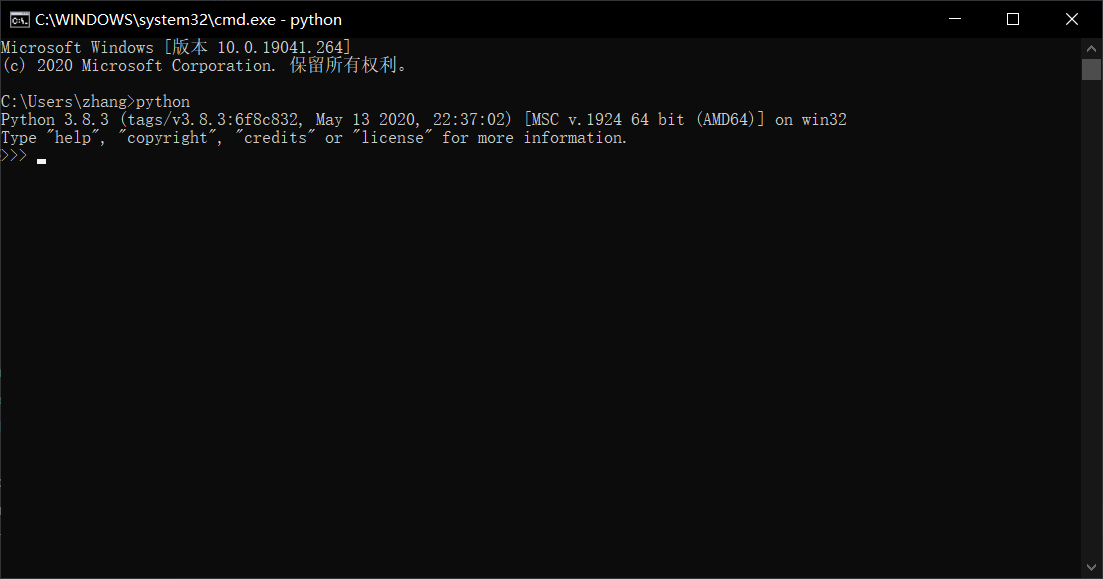 C:\WINDOWS\system32\cmd.exe - python
Microsoft Windows [版本 10.0.19041.264]
(c) 2020 Microsoft Corporation. 保留所有权利。
C:\Users\zhang>python
Python 3.8.3 (tags/v3.8.3:6f8c832, May 13 2020, 22:37:02) [MSC v.1924 64 bit (AMD64)] on win32
Type "help", "copyright", "credits" or "license" for more information.
>>>